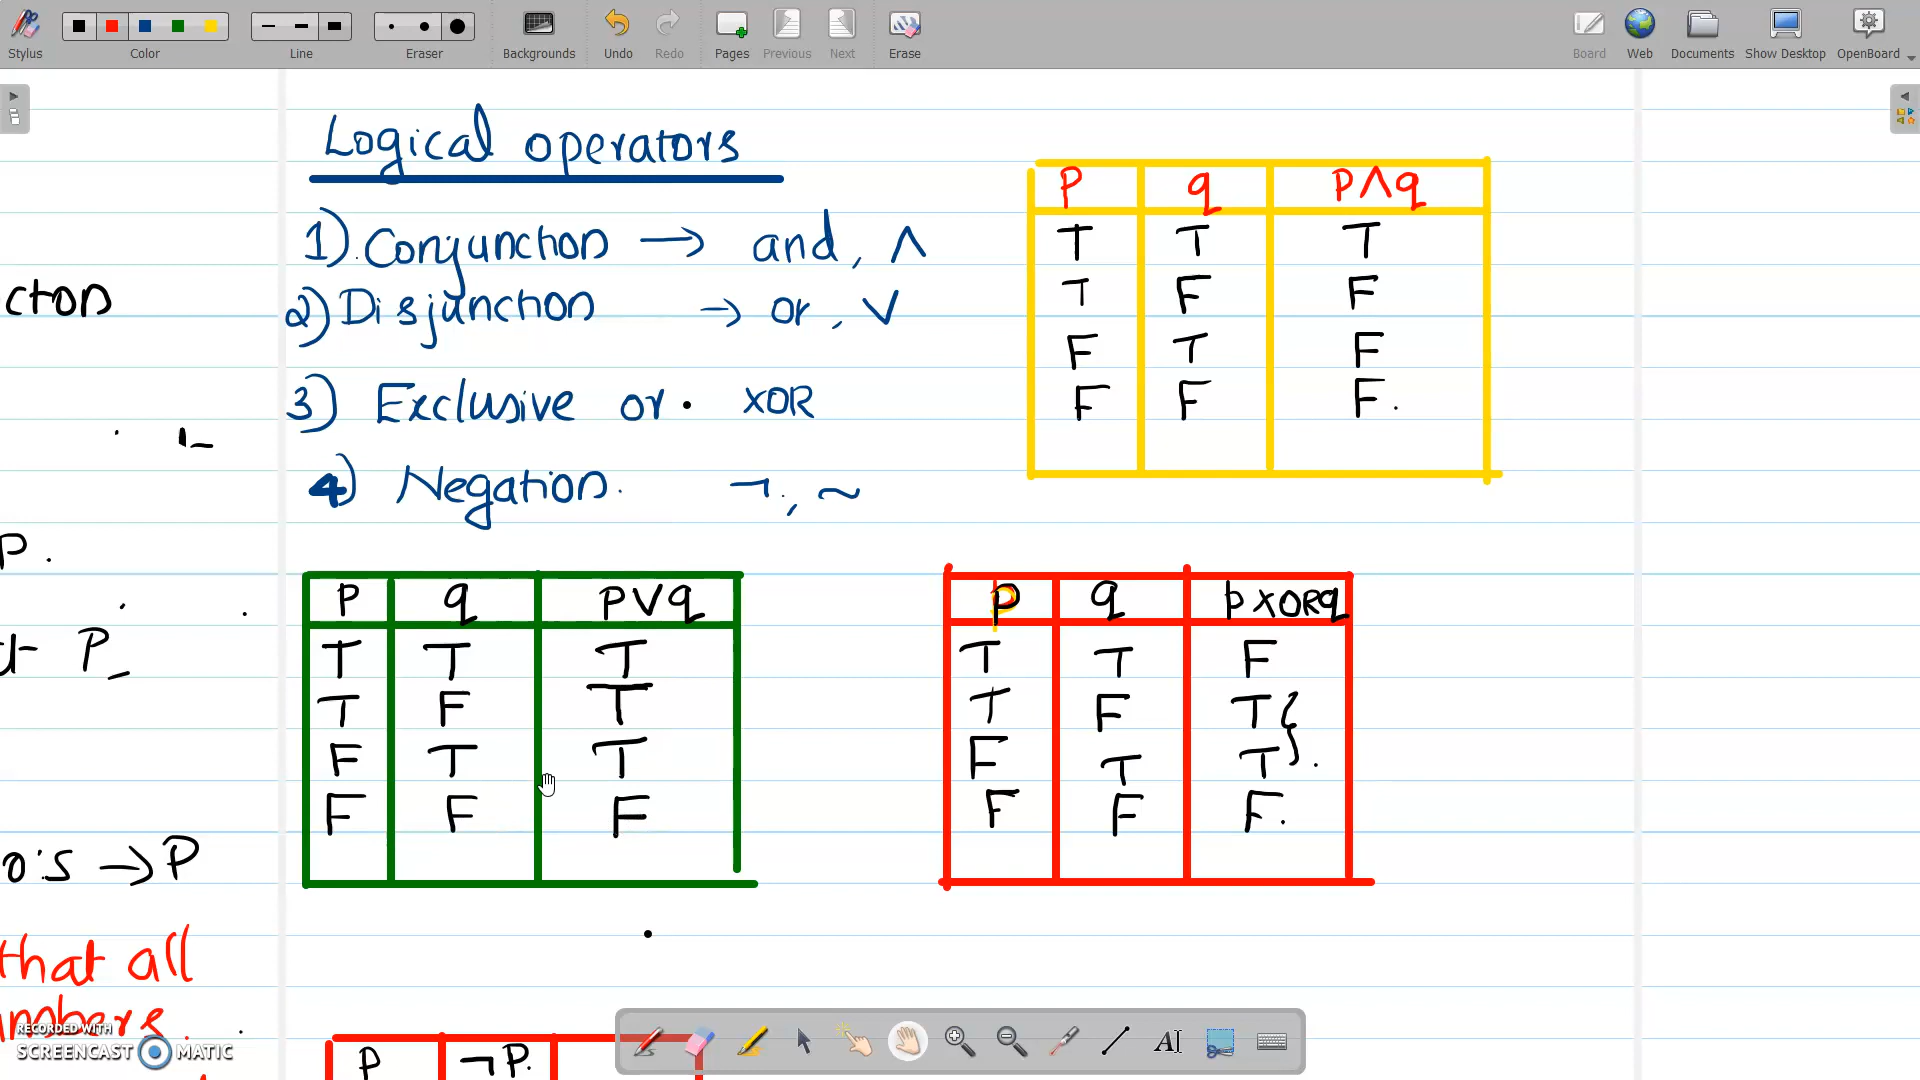 Stylus
Color
Line
Eraser
Backgrounds
Undo
Redo
Pages
Previous
Next
Erase
Board
Web
Documents
Show Desktop
OpenBoard
Logical operators
1). Conjunction → and, ∧
2) Disjunction → or, ∨
3) Exclusive or. XOR
4) Negation. ¬, ~
p q p∧q
T T T
T F F
F T F
F F F.
P q p∨q
T T T
T F T
F T T
F F F
p q p XOR q
T T F
T F T
F T T
F F F.
P ¬P.
cton
P.
P
o's → P
that all
RECORDED WITH
SCREENCAST MATIC